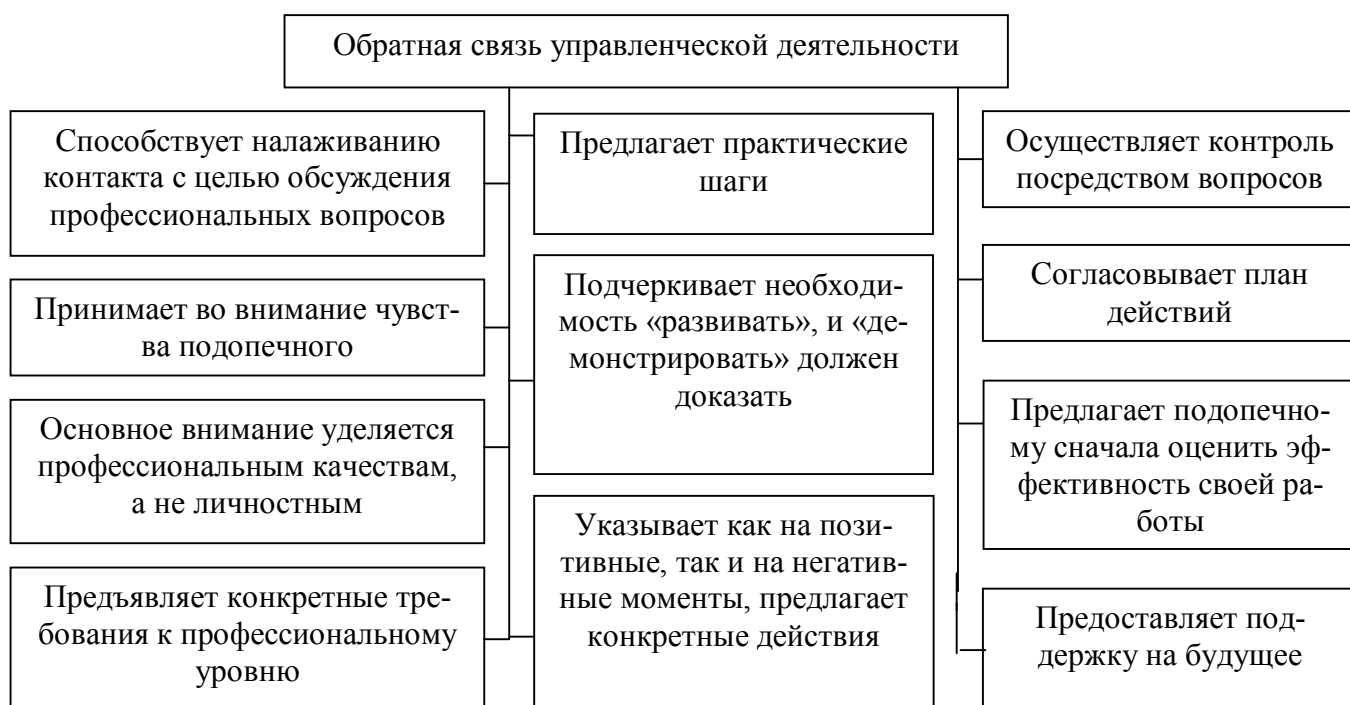 Обратная связь управленческой деятельности
Способствует налаживанию
контакта с целью обсуждения
профессиональных вопросов
Принимает во внимание чувст-
ва подопечного
Основное внимание уделяется
профессиональным качествам,
а не личностным
Предъявляет конкретные тре-
бования к профессиональному
уровню
Предлагает практические
шаги
Подчеркивает необходи-
мость «развивать», и «де-
монстрировать» должен
доказать
Указывает как на пози-
тивные, так и на негатив-
ные моменты, предлагает
конкретные действия
Осуществляет контроль
посредством вопросов
Согласовывает план
действий
Предлагает подопечно-
му сначала оценить эф-
фективность своей ра-
боты
Предоставляет под-
держку на будущее